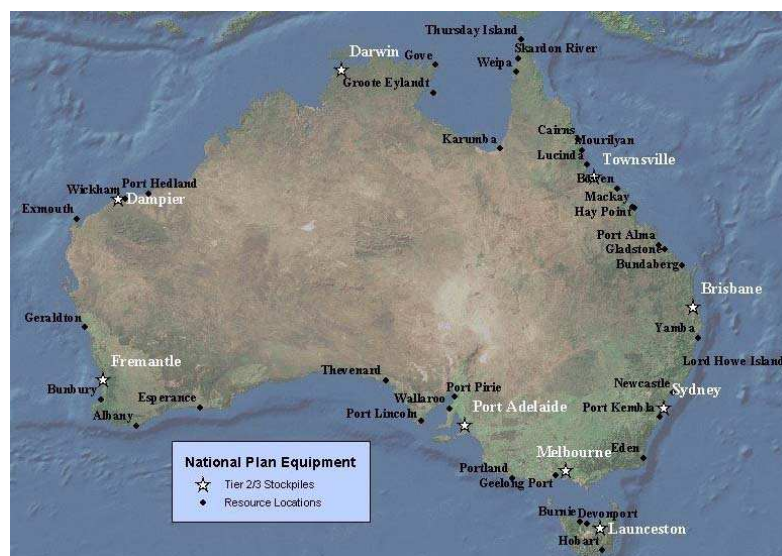 Thursday Island
Darwin
Gove
Skardon River
Weipa
Groote Eylandt
Karumba
Cairns
Mourilyan
Lucinda
Townsville
Bowen
Mackay
Hay Point
Wickham
Port Hedland
Dampier
Exmouth
Port Alma
Gladstone
Bundaberg
Brisbane
Geraldton
Yamba
Lord Howe Island
Fremantle
Thevenard
Bunbury
Esperance
Albany
Wallaroo
Port Pirie
Port Lincoln
Port Adelaide
Newcastle
Sydney
Port Kembla
Eden
Melbourne
Portland
Geelong Port
Burnie
Devonport
Launceston
Hobart
National Plan Equipment
Tier 2/3 Stockpiles
Resource Locations